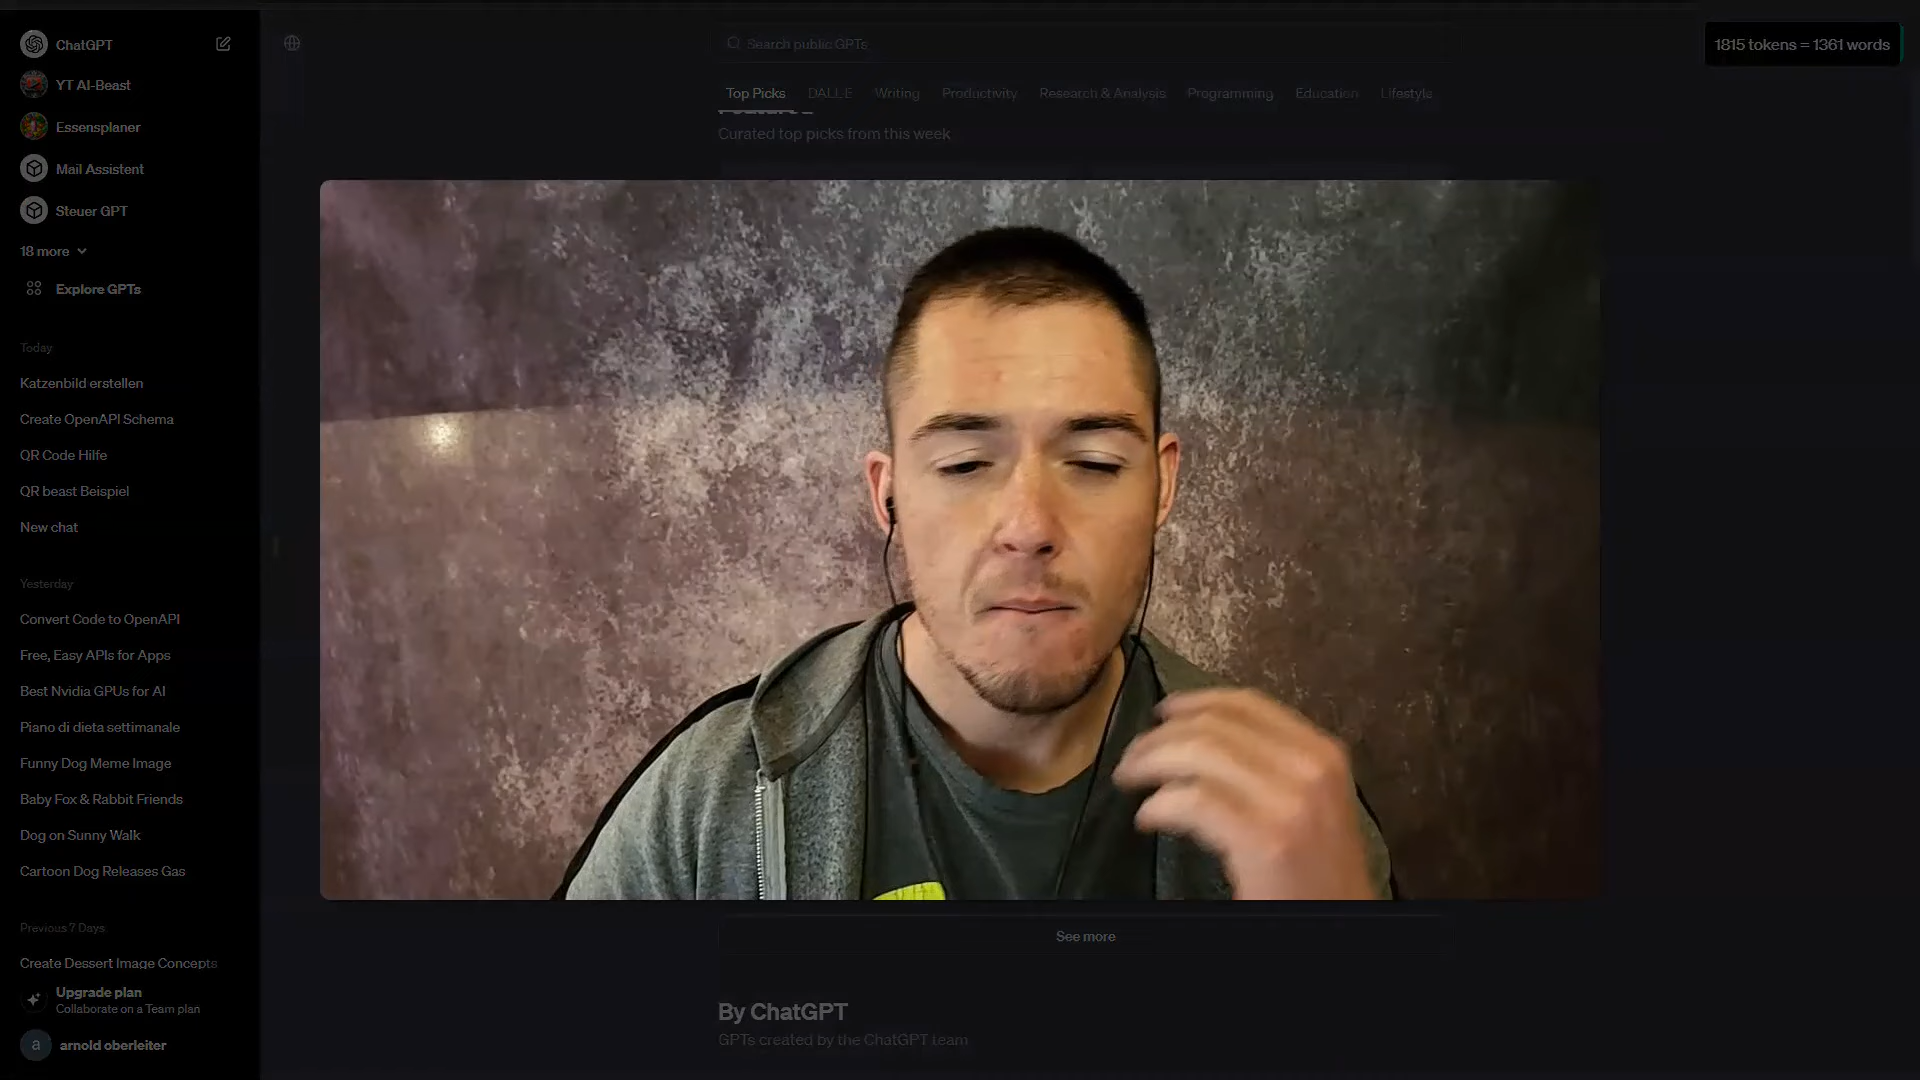 ChatGPT
YT AI-Beast
Essensplaner
Mail Assistent
Steuer GPT
18 more
Explore GPTs
Today
Katzenbild erstellen
Create OpenAPI Schema
QR Code Hilfe
QR beast Beispiel
New chat
Yesterday
Convert Code to OpenAPI
Free, Easy APIs for Apps
Best Nvidia GPUs for AI
Piano di dieta settimanale
Funny Dog Meme Image
Baby Fox & Rabbit Friends
Dog on Sunny Walk
Cartoon Dog Releases Gas
Previous 7 Days
Create Dessert Image Concepts
Upgrade plan
Collaborate on a Team plan
a arnold oberleiter
Search public GPTs
1815 tokens = 1361 words
Top Picks DALL·E Writing Productivity Research & Analysis Programming Education Lifestyle
Curated top picks from this week
See more
By ChatGPT
GPTs created by the ChatGPT team